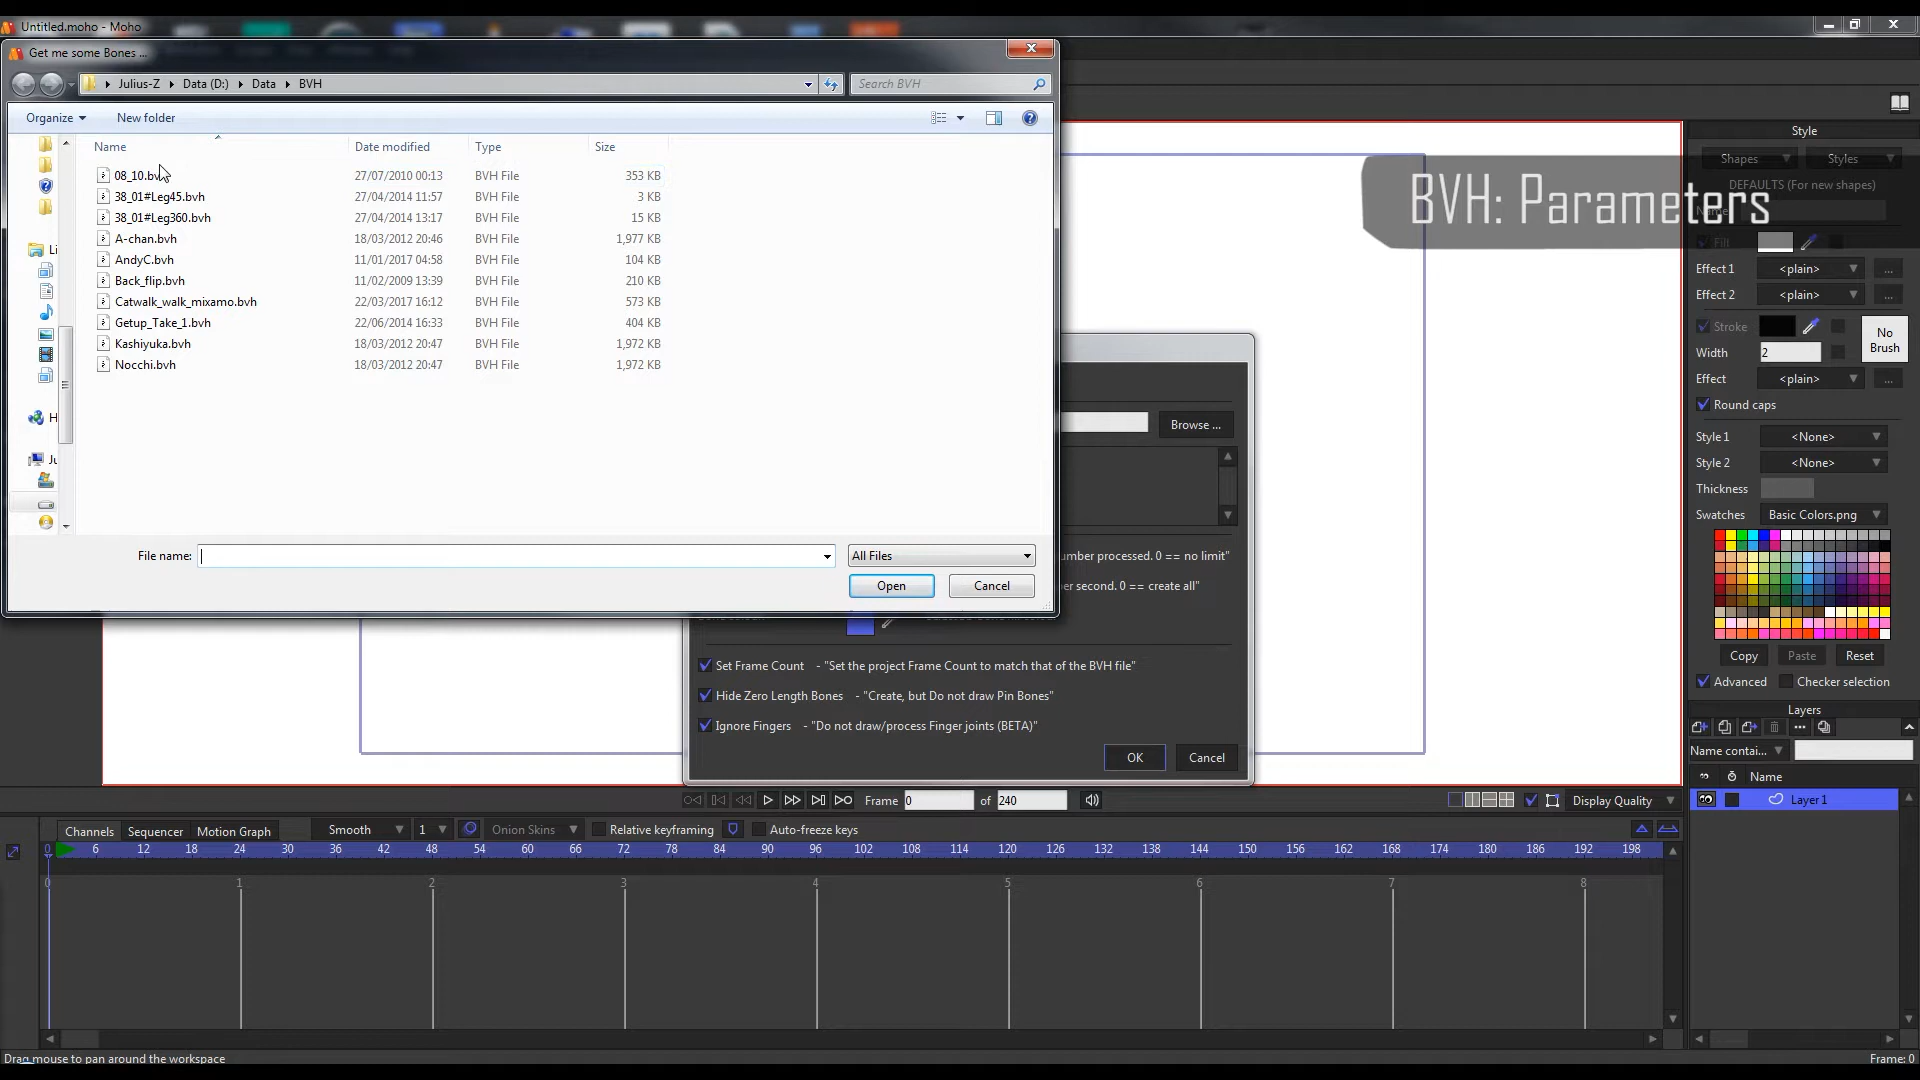 Untitled.moho - Moho
Get me some Bones ...
Julius-Z Data (D:) Data BVH
Search BVH
Organize
New folder
Name Date modified Type Size
08_10.bvh 27/07/2010 00:13 BVH File 353 KB
38_01#Leg45.bvh 27/04/2014 11:57 BVH File 3 KB
38_01#Leg360.bvh 27/04/2014 13:17 BVH File 15 KB
A-chan.bvh 18/03/2012 20:46 BVH File 1,977 KB
AndyC.bvh 11/01/2017 04:58 BVH File 104 KB
Back_flip.bvh 11/02/2009 13:39 BVH File 210 KB
Catwalk_walk_mixamo.bvh 22/03/2017 16:12 BVH File 573 KB
Getup_Take_1.bvh 22/06/2014 16:33 BVH File 404 KB
Kashiyuka.bvh 18/03/2012 20:47 BVH File 1,972 KB
Nocchi.bvh 18/03/2012 20:47 BVH File 1,972 KB
Li
H
Ju
File name:
All Files
Open
Cancel
BVH: Parameters
Browse ...
umber processed. 0 == no limit"
er second. 0 == create all"
Set Frame Count - "Set the project Frame Count to match that of the BVH file"
Hide Zero Length Bones - "Create, but Do not draw Pin Bones"
Ignore Fingers - "Do not draw/process Finger joints (BETA)"
OK
Cancel
Style
Shapes
Styles
DEFAULTS (For new shapes)
Name
Fill
Effect 1 <plain> ...
Effect 2 <plain> ...
Stroke
No
Brush
Width 2
Effect <plain> ...
Round caps
Style 1 <None>
Style 2 <None>
Thickness
Swatches Basic Colors.png
Copy
Paste
Reset
Advanced
Checker selection
Layers
Name contai...
Name
Layer 1
Frame 0 of 240
Display Quality
Channels
Sequencer
Motion Graph
Smooth
1
Onion Skins
Relative keyframing
Auto-freeze keys
0 6 12 18 24 30 36 42 48 54 60 66 72 78 84 90 96 102 108 114 120 126 132 138 144 150 156 162 168 174 180 186 192 198
0 1 2 3 4 5 6 7 8
Drag mouse to pan around the workspace
Frame: 0